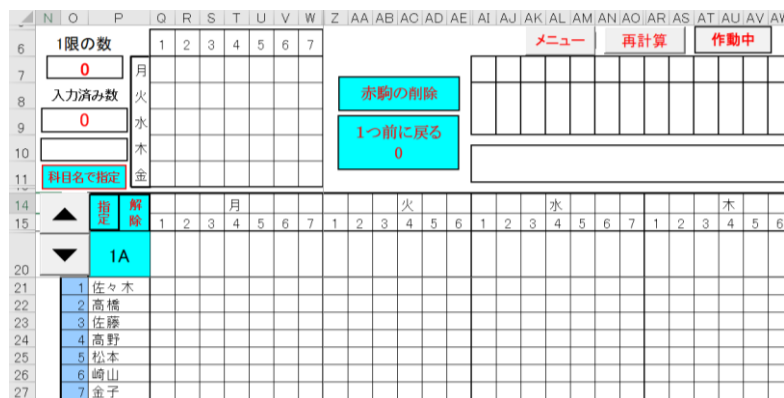 N O P Q R S T U V W Z AA AB AC AD AE AI AJ AK AL AM AN AO AR AS AT AU AV AW
6 1限の数 1 2 3 4 5 6 7 メニュー 再計算 作動中
7 0 月
8 入力済み数 火 赤駒の削除
9 0 水 1つ前に戻る
10 木 0
11 科目名で指定 金
14 ▲ 指定 解除 月 火 水 木
15 1 2 3 4 5 6 7 1 2 3 4 5 6 1 2 3 4 5 6 7 1 2 3 4 5 6
20 ▼ 1A
21 1 佐々木
22 2 高橋
23 3 佐藤
24 4 高野
25 5 松本
26 6 崎山
27 7 金子